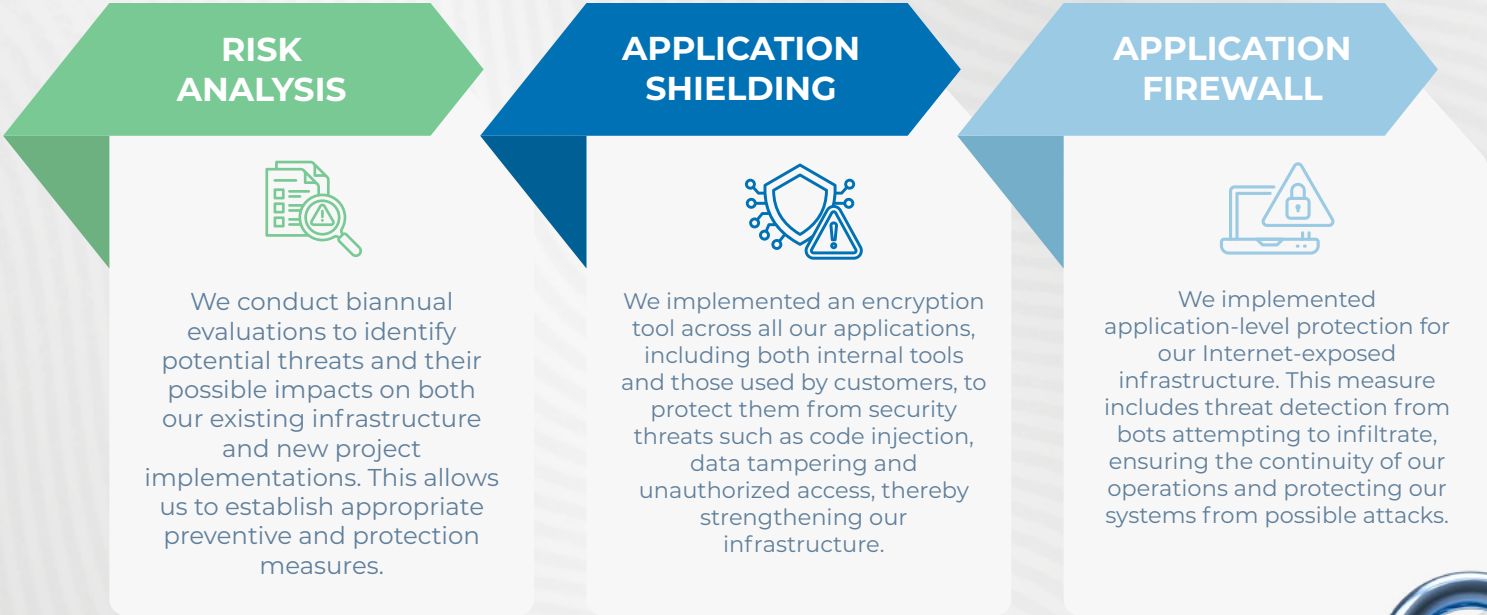 RISK
ANALYSIS
We conduct biannual
evaluations to identify
potential threats and their
possible impacts on both
our existing infrastructure
and new project
implementations. This allows
us to establish appropriate
preventive and protection
measures.
APPLICATION
SHIELDING
We implemented an encryption
tool across all our applications,
including both internal tools
and those used by customers, to
protect them from security
threats such as code injection,
data tampering and
unauthorized access, thereby
strengthening our
infrastructure.
APPLICATION
FIREWALL
We implemented
application-level protection for
our Internet-exposed
infrastructure. This measure
includes threat detection from
bots attempting to infiltrate,
ensuring the continuity of our
operations and protecting our
systems from possible attacks.